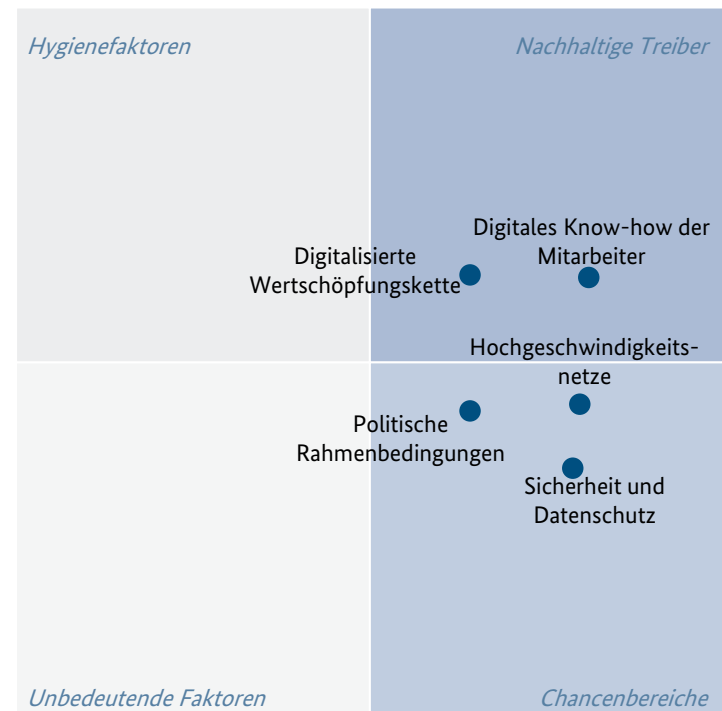 Hygienefaktoren
Nachhaltige Treiber
Digitalisierte
Wertschöpfungskette
Digitales Know-how der
Mitarbeiter
Hochgeschwindigkeits-
netze
Politische
Rahmenbedingungen
Sicherheit und
Datenschutz
Unbedeutende Faktoren
Chancenbereiche